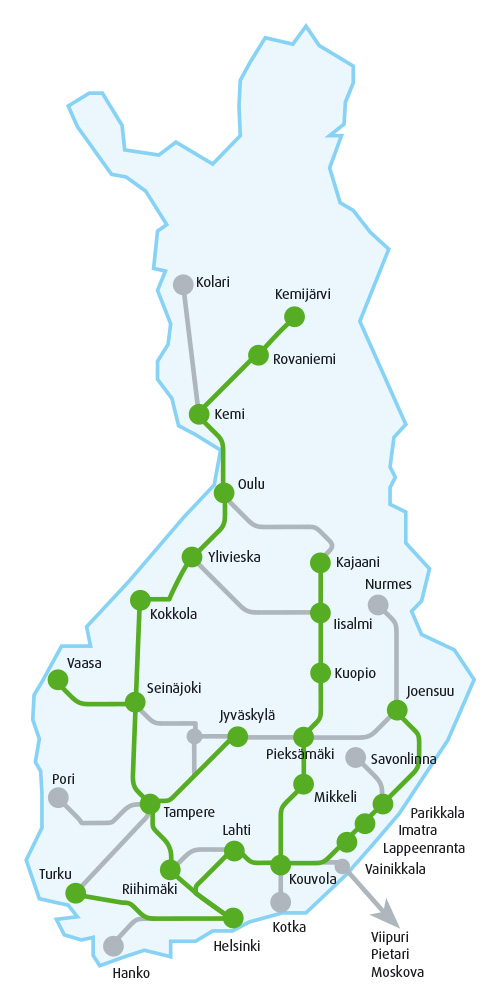 Kolari
Kemijärvi
Rovaniemi
Kemi
Oulu
Ylivieska
Kajaani
Nurmes
Kokkola
Iisalmi
Vaasa
Kuopio
Seinäjoki
Joensuu
Jyväskylä
Pieksämäki
Savonlinna
Pori
Mikkeli
Tampere
Parikkala
Lahti
Imatra
Lappeenranta
Turku
Riihimäki
Kouvola
Vainikkala
Kotka
Helsinki
Viipuri
Pietari
Moskova
Hanko